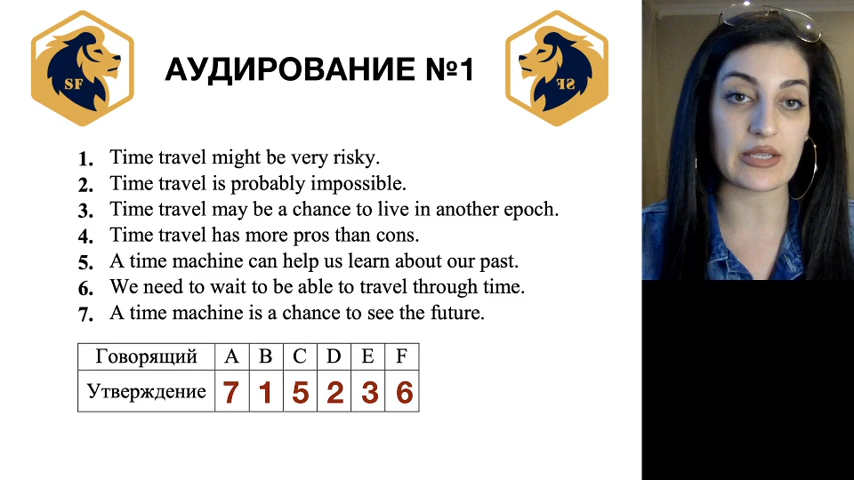 SF
АУДИРОВАНИЕ №1
SF
1. Time travel might be very risky.
2. Time travel is probably impossible.
3. Time travel may be a chance to live in another epoch.
4. Time travel has more pros than cons.
5. A time machine can help us learn about our past.
6. We need to wait to be able to travel through time.
7. A time machine is a chance to see the future.
Говорящий A B C D E F
Утверждение 7 1 5 2 3 6